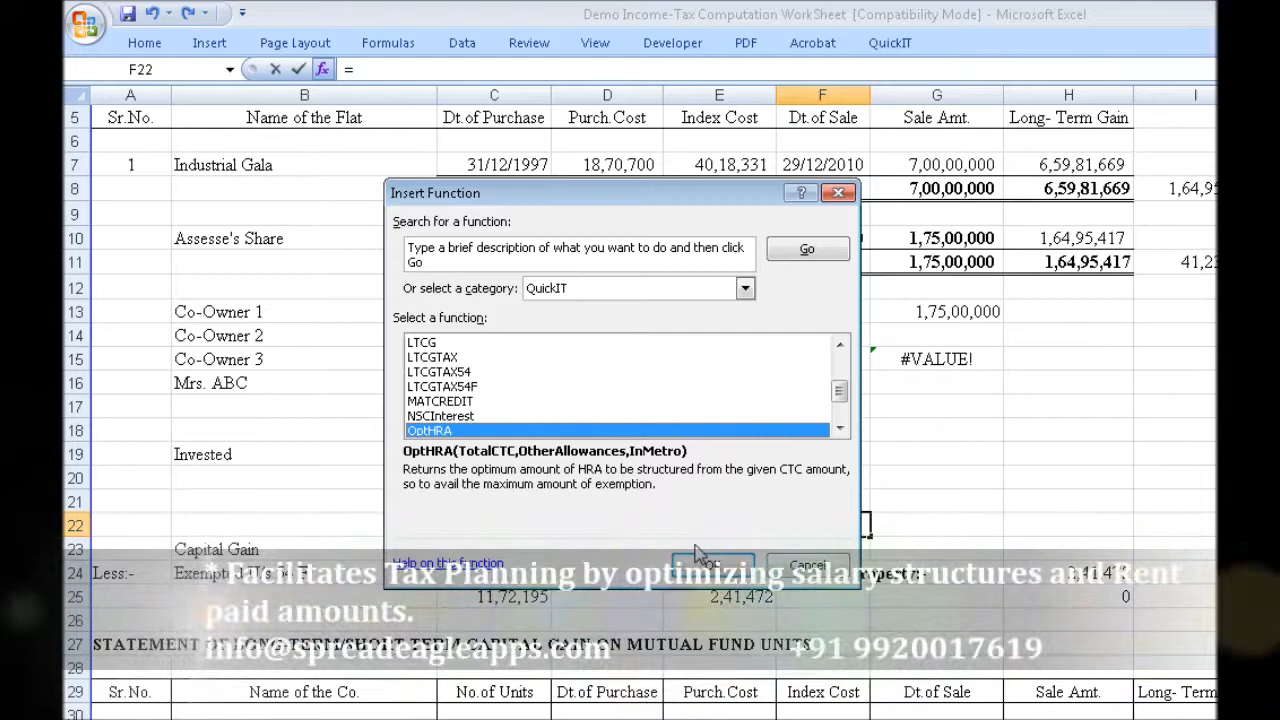 Demo Income-Tax Computation WorkSheet [Compatibility Mode] - Microsoft Excel
Home Insert Page Layout Formulas Data Review View Developer PDF Acrobat QuickIT
F22 fx =
A B C D E F G H I
5 Sr.No. Name of the Flat Dt.of Purchase Purch.Cost Index Cost Dt.of Sale Sale Amt. Long- Term Gain
6
7 1 Industrial Gala 31/12/1997 18,70,700 40,18,331 29/12/2010 7,00,00,000 6,59,81,669
8 7,00,00,000 6,59,81,669
9
10 Assesse's Share 1,75,00,000 1,64,95,417
11 1,75,00,000 1,64,95,417
12
13 Co-Owner 1 1,75,00,000
14 Co-Owner 2
15 Co-Owner 3 #VALUE!
16 Mrs. ABC
17
18
19 Invested
20
21
22
23 Capital Gain
24 Less:-
25 11,72,195 2,41,472 0
26
27
28
29 Sr.No. Name of the Co. No.of Units Dt.of Purchase Purch.Cost Index Cost Dt.of Sale Sale Amt. Long- Term
30
Insert Function
Search for a function:
Type a brief description of what you want to do and then click
Go
Go
Or select a category: QuickIT
Select a function:
LTCG
LTCGTAX
LTCGTAX54
LTCGTAX54F
MATCREDIT
NSCInterest
OptHRA
OptHRA(TotalCTC,OtherAllowances,InMetro)
Returns the optimum amount of HRA to be structured from the given CTC amount,
so to avail the maximum amount of exemption.
Help on this function
Cancel
* Facilitates Tax Planning by optimizing salary structures and Rent
paid amounts.
info@spreadeagleapps.com +91 9920017619